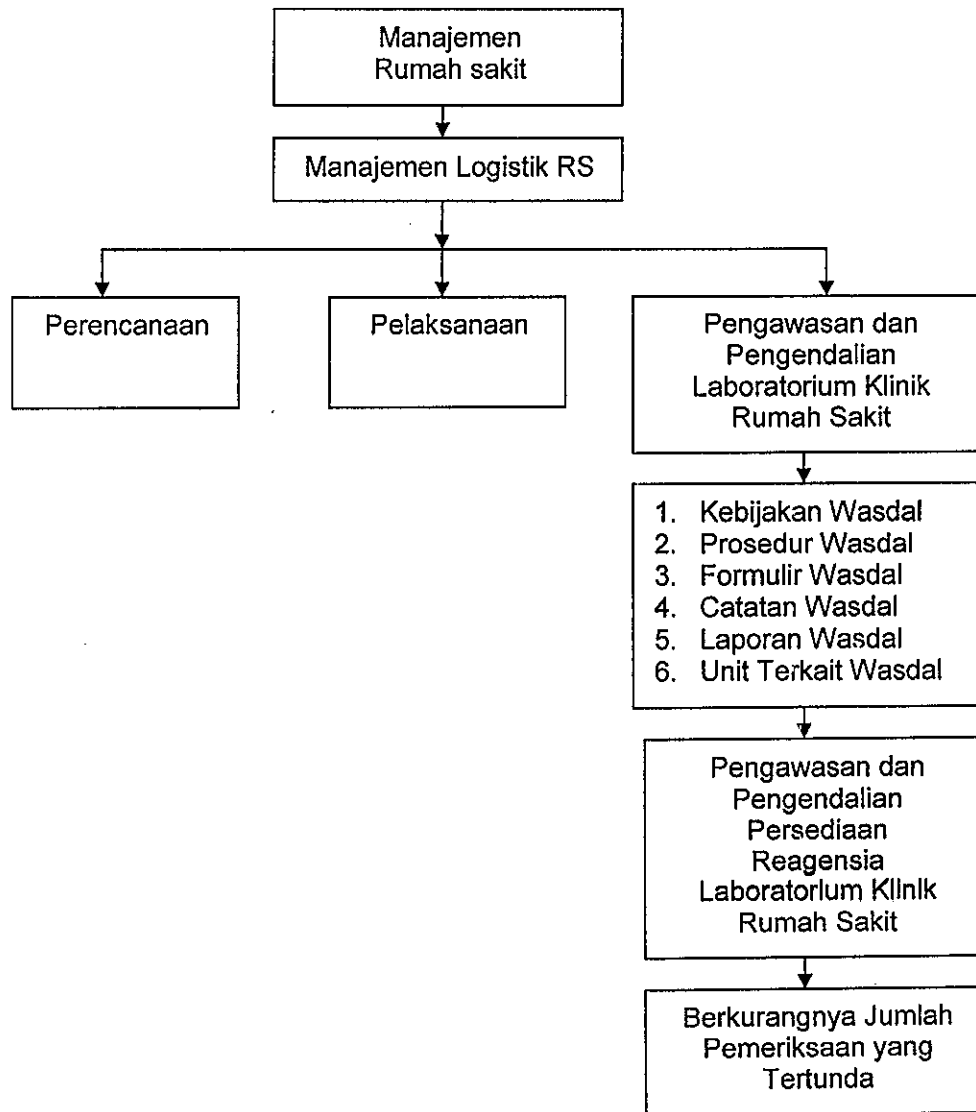 Manajemen
Rumah sakit
Manajemen Logistik RS
Perencanaan
Pelaksanaan
Pengawasan dan
Pengendalian
Laboratorium Klinik
Rumah Sakit
1. Kebijakan Wasdal
2. Prosedur Wasdal
3. Formulir Wasdal
4. Catatan Wasdal
5. Laporan Wasdal
6. Unit Terkait Wasdal
Pengawasan dan
Pengendalian
Persediaan
Reagensia
Laboratorium Klinik
Rumah Sakit
Berkurangnya Jumlah
Pemeriksaan yang
Tertunda